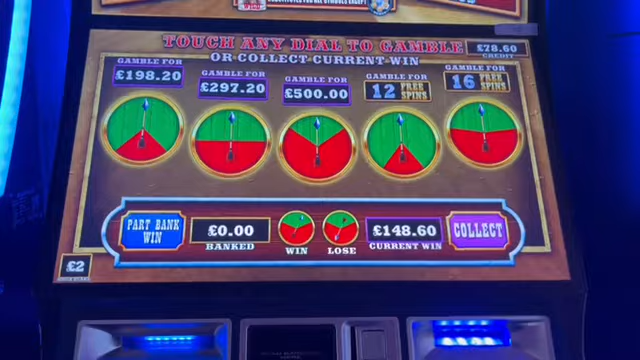 TOUCH ANY DIAL TO GAMBLE
OR COLLECT CURRENT WIN
£78.60
CREDIT
GAMBLE FOR
£198.20
GAMBLE FOR
£297.20
GAMBLE FOR
£500.00
GAMBLE FOR
12 FREE SPINS
GAMBLE FOR
16 FREE SPINS
PART BANK WIN
£0.00
BANKED
WIN
LOSE
£148.60
CURRENT WIN
COLLECT
£2